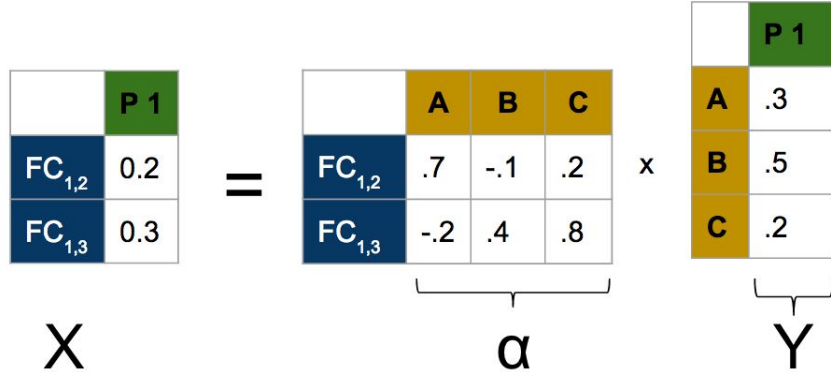 P 1
P 1 A B C
A .3
FC1,2 0.2 = FC1,2 .7 -.1 .2 x B .5
FC1,3 0.3 FC1,3 -.2 .4 .8 C .2
X α Y